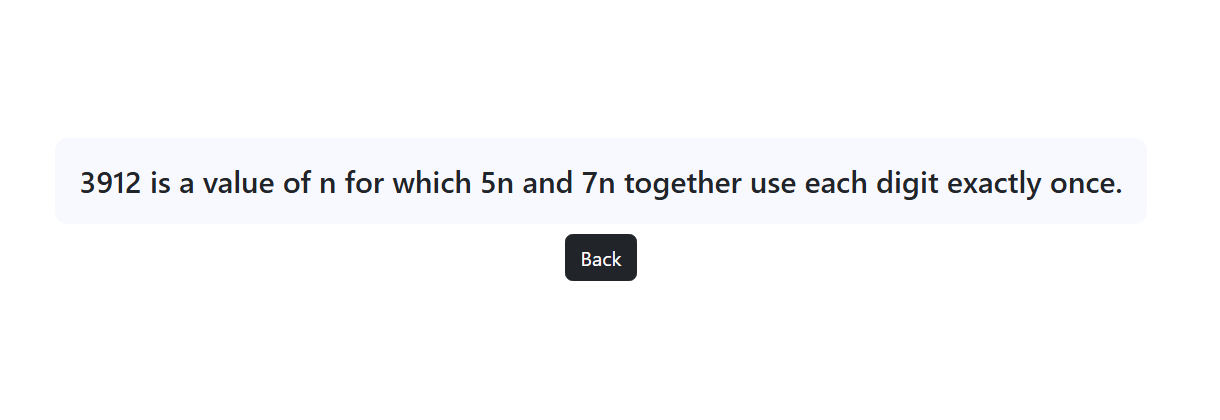 3912 is a value of n for which 5n and 7n together use each digit exactly once.
Back